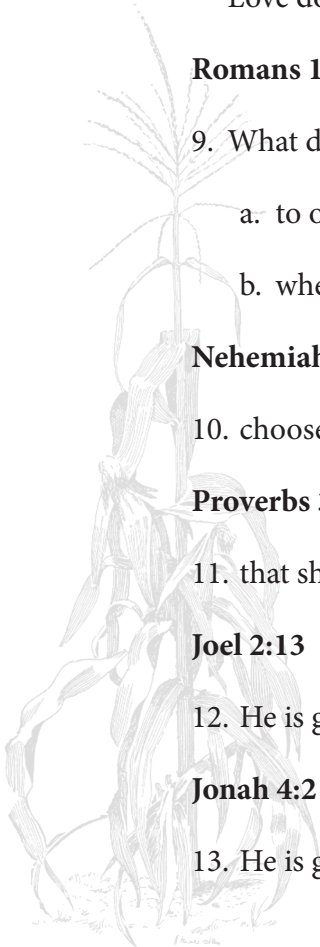 Love do
Romans 1
9. What d
a. to o
b. whe
Nehemiah
10. choose
Proverbs
11. that sh
Joel 2:13
12. He is g
Jonah 4:2
13. He is g